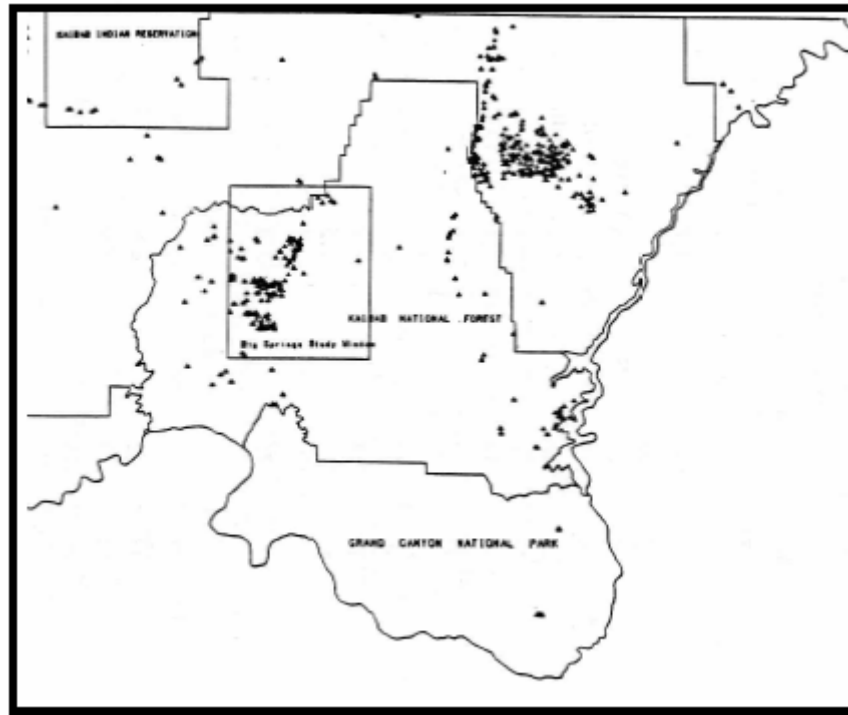 KAIBAB INDIAN RESERVATION
KAIBAB NATIONAL FOREST
Big Springs Study Window
GRAND CANYON NATIONAL PARK